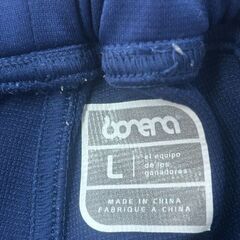 bonera
L
el equipo
de los
ganadores
MADE IN CHINA
FABRIQUE A CHINA